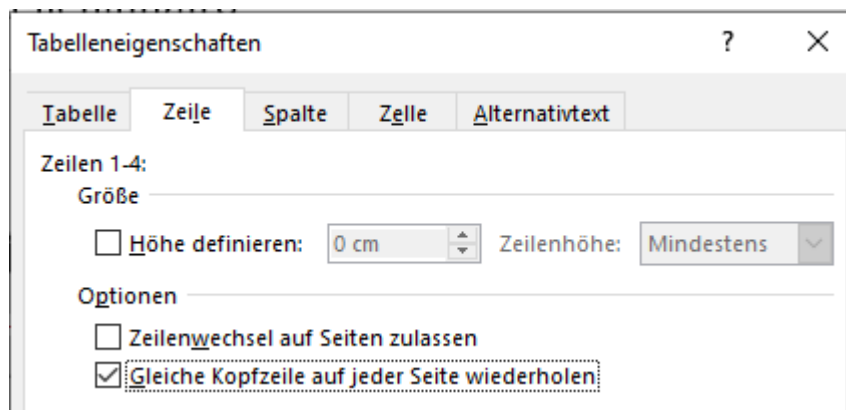 Tabelleneigenschaften ? X
Tabelle Zeile Spalte Zelle Alternativtext
Zeilen 1-4:
Größe
Höhe definieren: 0 cm Zeilenhöhe: Mindestens
Optionen
Zeilenwechsel auf Seiten zulassen
Gleiche Kopfzeile auf jeder Seite wiederholen